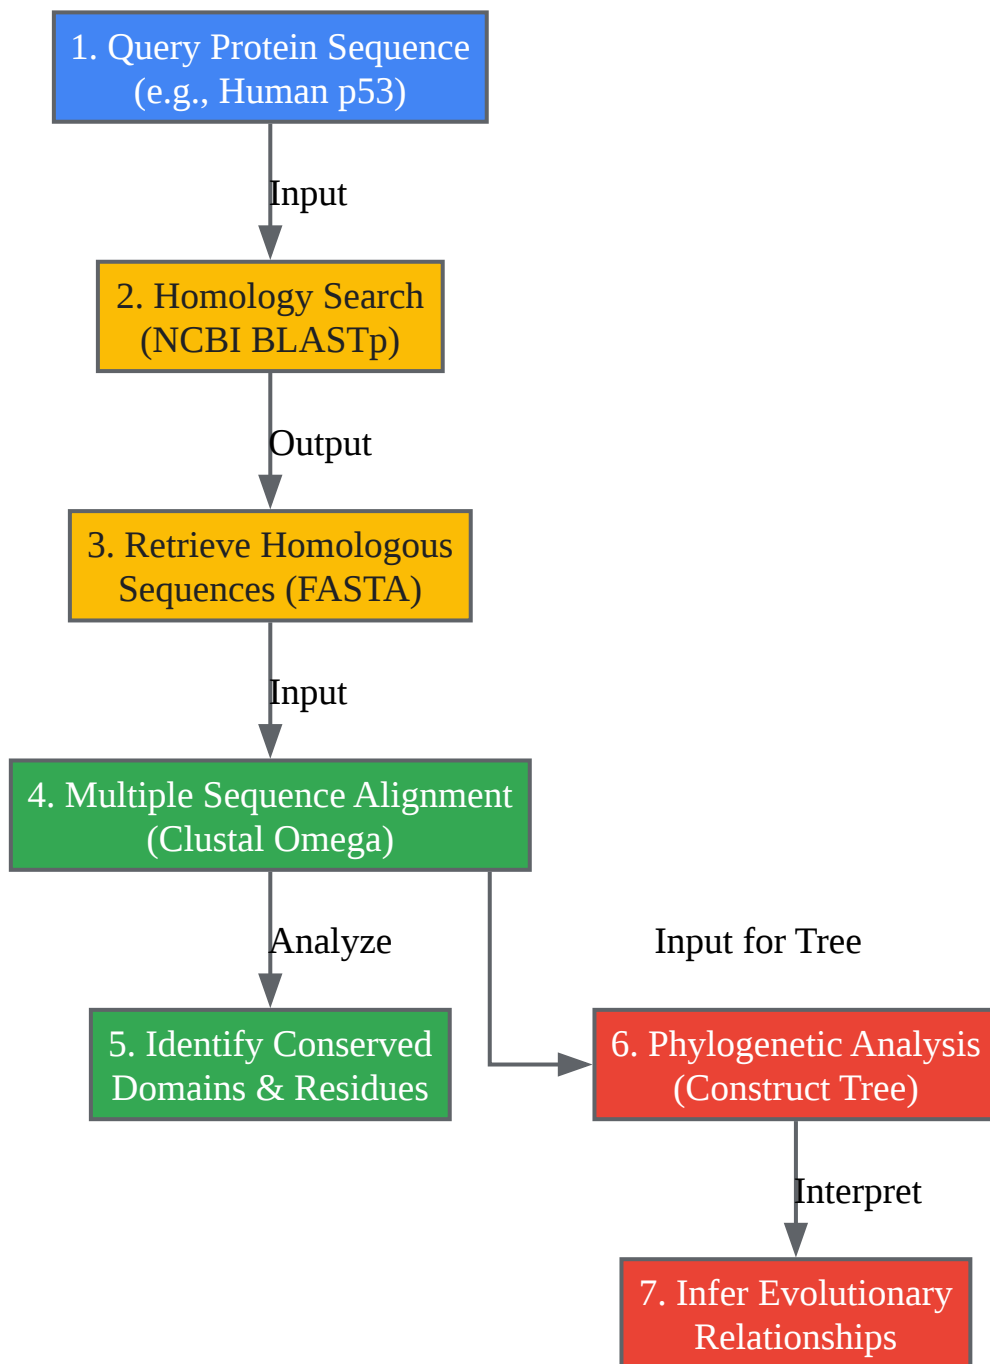 1. Query Protein Sequence
(e.g., Human p53)
Input
2. Homology Search
(NCBI BLASTp)
Output
3. Retrieve Homologous
Sequences (FASTA)
Input
4. Multiple Sequence Alignment
(Clustal Omega)
Analyze
Input for Tree
5. Identify Conserved
Domains & Residues
6. Phylogenetic Analysis
(Construct Tree)
Interpret
7. Infer Evolutionary
Relationships